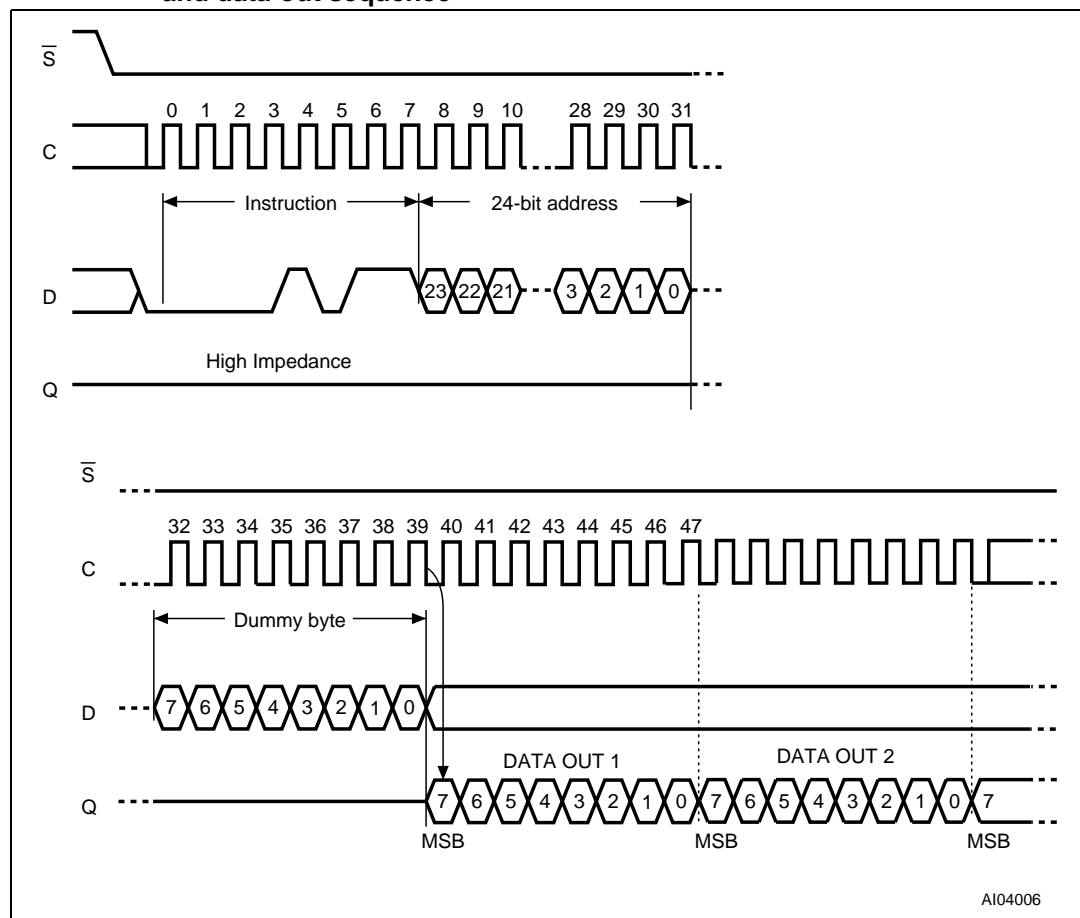 and data-out sequence
S
0 1 2 3 4 5 6 7 8 9 10 28 29 30 31
C
Instruction 24-bit address
D
23 22 21 3 2 1 0
High Impedance
Q
S
32 33 34 35 36 37 38 39 40 41 42 43 44 45 46 47
C
Dummy byte
D
7 6 5 4 3 2 1 0
DATA OUT 1 DATA OUT 2
Q
7 6 5 4 3 2 1 0 7 6 5 4 3 2 1 0 7
MSB MSB MSB
AI04006